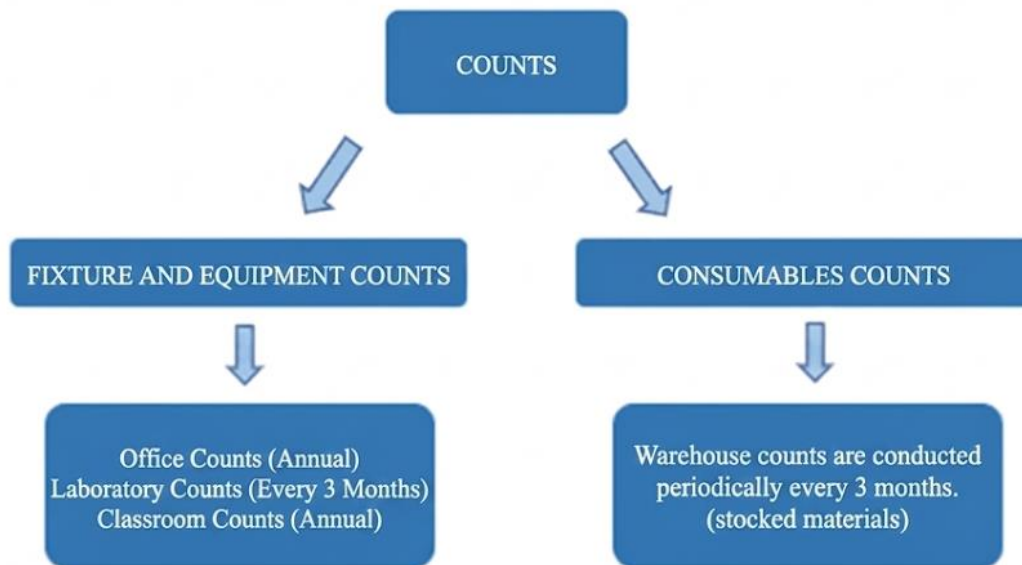 COUNTS
FIXTURE AND EQUIPMENT COUNTS
CONSUMABLES COUNTS
Office Counts (Annual)
Laboratory Counts (Every 3 Months)
Classroom Counts (Annual)
Warehouse counts are conducted
periodically every 3 months.
(stocked materials)